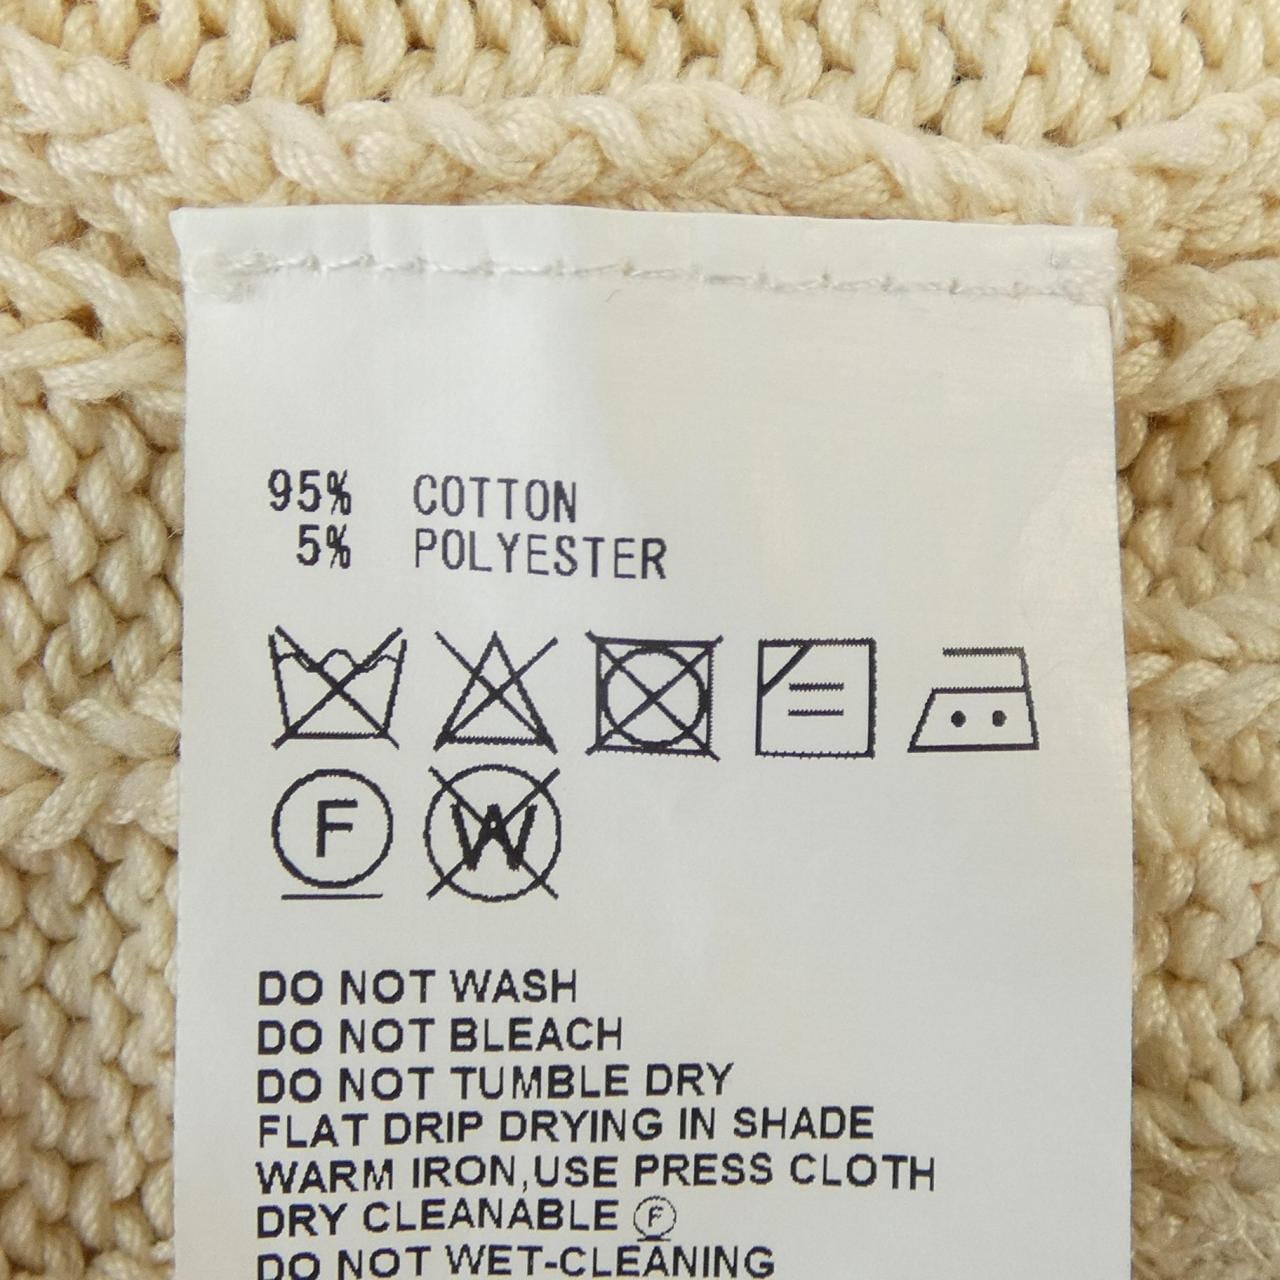 95% COTTON
5% POLYESTER
F W
DO NOT WASH
DO NOT BLEACH
DO NOT TUMBLE DRY
FLAT DRIP DRYING IN SHADE
WARM IRON,USE PRESS CLOTH
DRY CLEANABLE Ⓕ
DO NOT WET-CLEANING